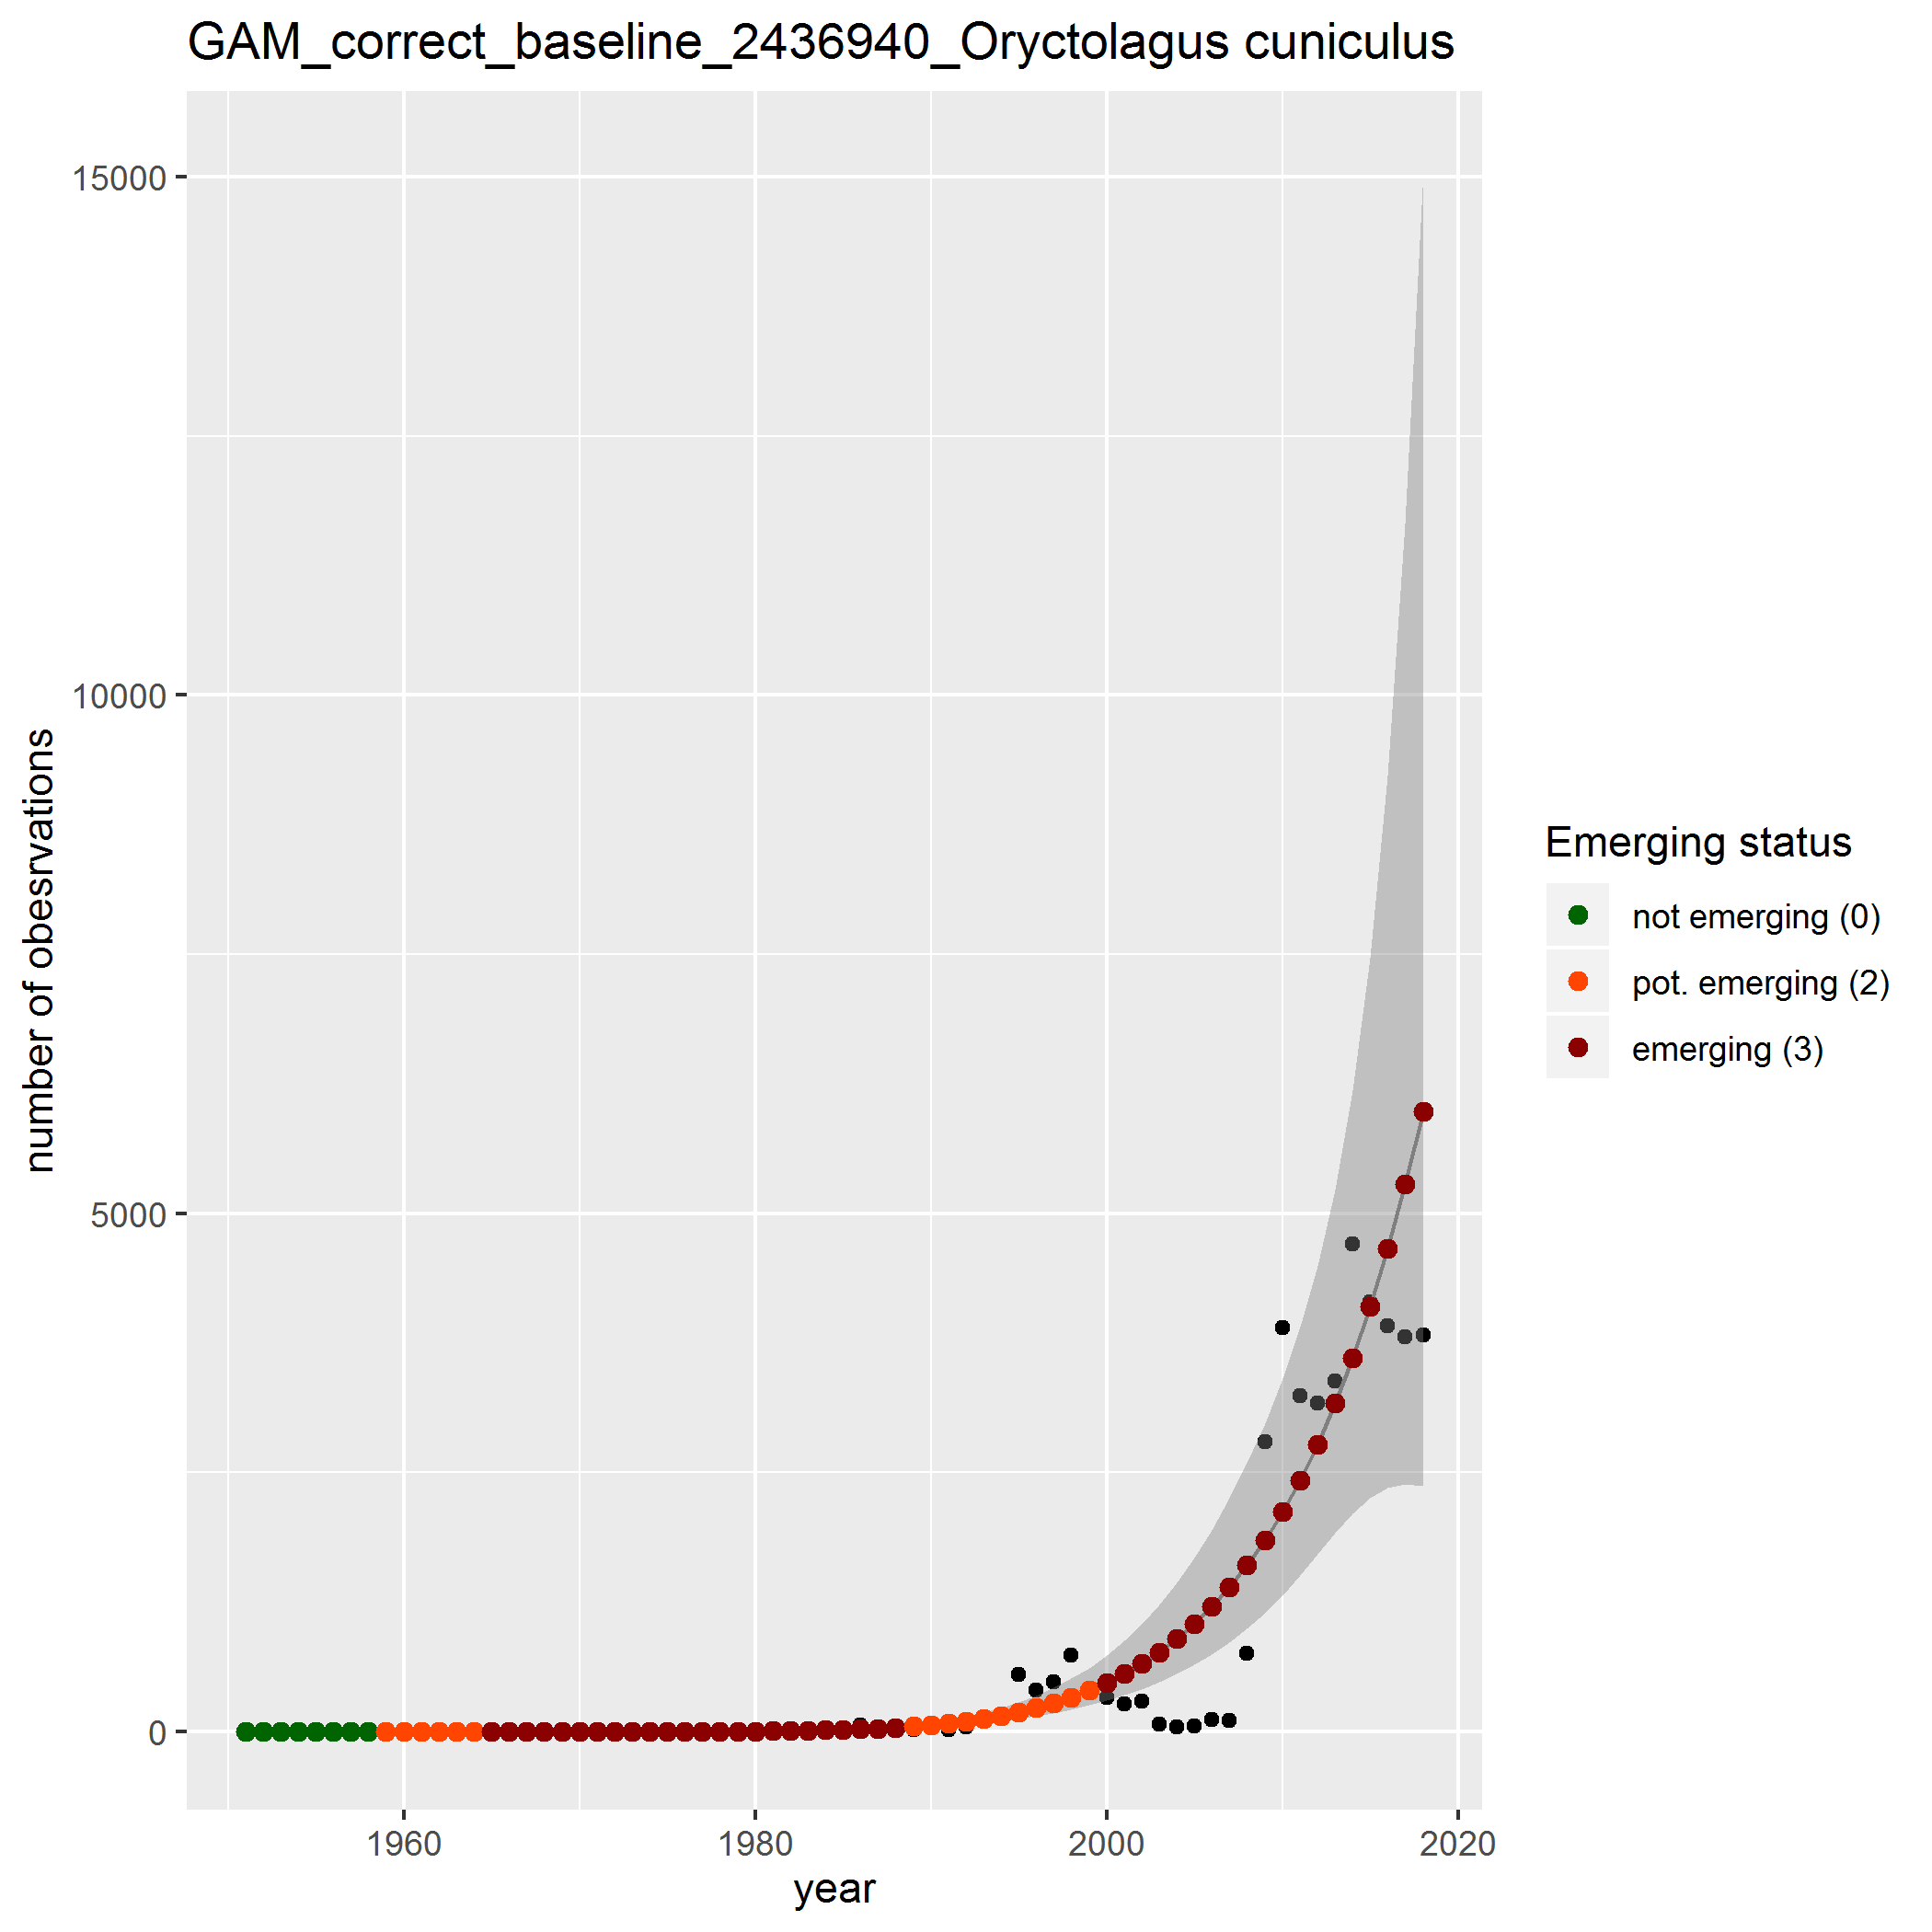 GAM_correct_baseline_2436940_Oryctolagus cuniculus
15000
10000
5000
0
number of obesrvations
1960
1980
2000
2020
year
Emerging status
not emerging (0)
pot. emerging (2)
emerging (3)